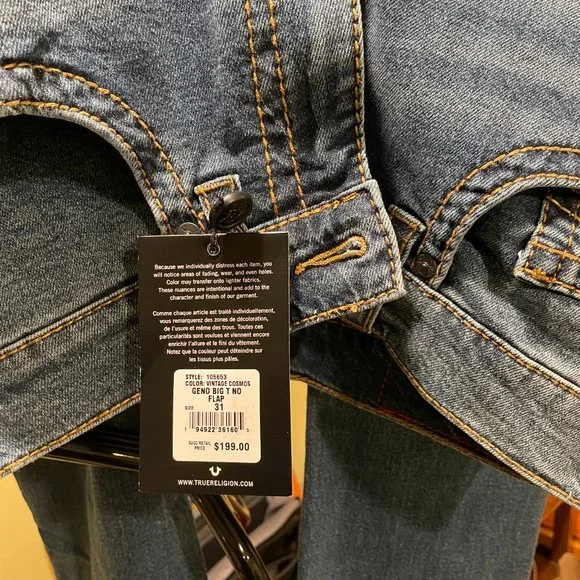 Because we individually distress each item, you
will notice areas of fading, wear, and even holes.
Color may transfer onto lighter fabrics.
These nuances are intentional and add to the
character and finish of our garment.
Comme chaque article est traité individuellement,
vous remarquerez des zones de décoloration,
de l'usure et même des trous. Toutes ces
particularités sont voulues et viennent encore
enrichir l'allure et le fini du vêtement.
Notez que la couleur peut déteindre sur
les tissus plus pâles.
STYLE: 105653
COLOR: VINTAGE COSMOS
GENO BIG T NO
FLAP
SIZE: 31
1 94922 36160 5
SUGG RETAIL
PRICE $199.00
WWW.TRUERELIGION.COM